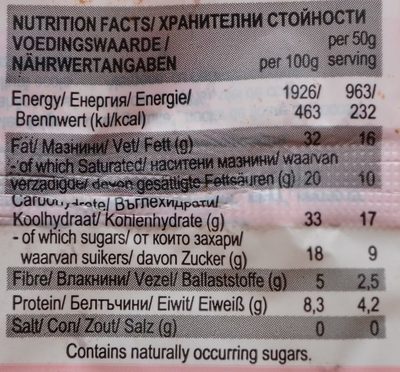 NUTRITION FACTS/ ХРАНИТЕЛНИ СТОЙНОСТИ
VOEDINGSWAARDE / per 50g
NÄHRWERTANGABEN per 100g serving
Energy/ Енергия/ Energie/ 1926/ 963/
Brennwert (kJ/kcal) 463 232
Fat/ Мазнини/ Vet/ Fett (g) 32 16
- of which Saturated/ наситени мазнини/ waarvan
verzadigde/ davon gesättigte Fettsäuren (g) 20 10
Carbohydrate/ Въглехидрати/
Koolhydraat/ Kohlenhydrate (g) 33 17
- of which sugars/ от които захари/
waarvan suikers/ davon Zucker (g) 18 9
Fibre/ Влакнини/ Vezel/ Ballaststoffe (g) 5 2,5
Protein/ Белтъчини/ Eiwit/ Eiweiß (g) 8,3 4,2
Salt/ Сол/ Zout/ Salz (g) 0 0
Contains naturally occurring sugars.